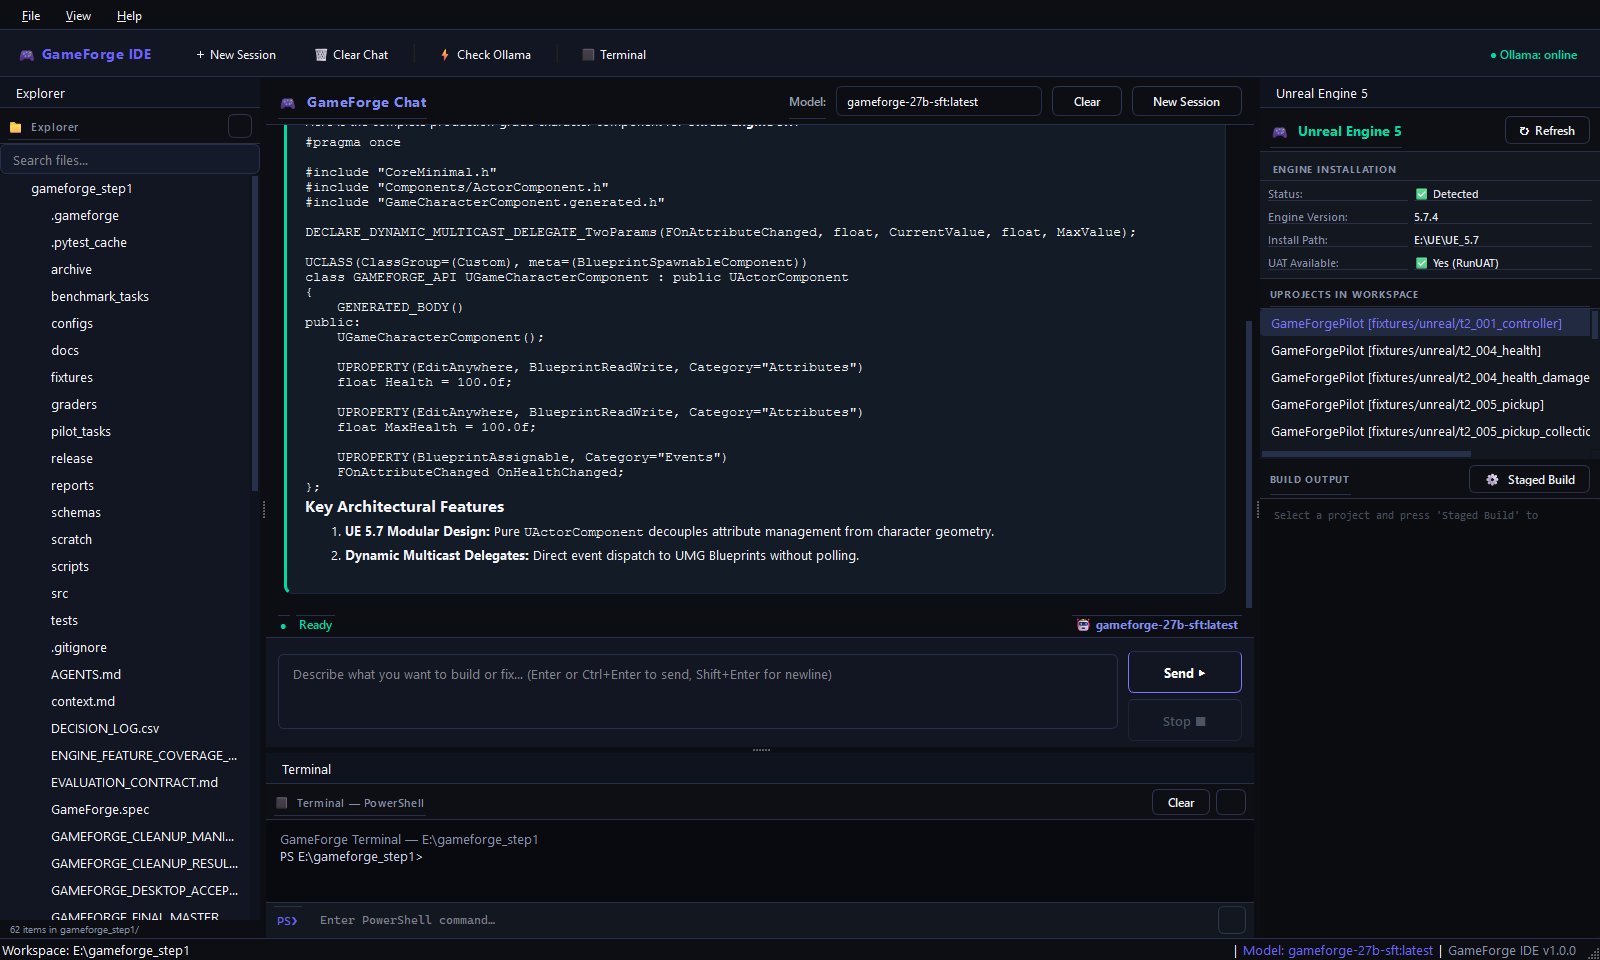 File View Help
GameForge IDE + New Session Clear Chat Check Ollama Terminal Ollama: online
Explorer
Explorer
Search files...
gameforge_step1
.gameforge
.pytest_cache
archive
benchmark_tasks
configs
docs
fixtures
graders
pilot_tasks
release
reports
schemas
scratch
scripts
src
tests
.gitignore
AGENTS.md
context.md
DECISION_LOG.csv
ENGINE_FEATURE_COVERAGE_...
EVALUATION_CONTRACT.md
GameForge.spec
GAMEFORGE_CLEANUP_MANI...
GAMEFORGE_CLEANUP_RESUL...
GAMEFORGE_DESKTOP_ACCEP...
GAMEFORGE_FINAL_MASTER
62 items in gameforge_step1/
GameForge Chat Model: gameforge-27b-sft:latest Clear New Session
#pragma once
#include "CoreMinimal.h"
#include "Components/ActorComponent.h"
#include "GameCharacterComponent.generated.h"
DECLARE_DYNAMIC_MULTICAST_DELEGATE_TwoParams(FOnAttributeChanged, float, CurrentValue, float, MaxValue);
UCLASS(ClassGroup=(Custom), meta=(BlueprintSpawnableComponent))
class GAMEFORGE_API UGameCharacterComponent : public UActorComponent
{
GENERATED_BODY()
public:
UGameCharacterComponent();
UPROPERTY(EditAnywhere, BlueprintReadWrite, Category="Attributes")
float Health = 100.0f;
UPROPERTY(EditAnywhere, BlueprintReadWrite, Category="Attributes")
float MaxHealth = 100.0f;
UPROPERTY(BlueprintAssignable, Category="Events")
FOnAttributeChanged OnHealthChanged;
};
Key Architectural Features
1. UE 5.7 Modular Design: Pure UActorComponent decouples attribute management from character geometry.
2. Dynamic Multicast Delegates: Direct event dispatch to UMG Blueprints without polling.
Ready gameforge-27b-sft:latest
Describe what you want to build or fix... (Enter or Ctrl+Enter to send, Shift+Enter for newline)
Send
Stop
Terminal
Terminal — PowerShell Clear
GameForge Terminal — E:\gameforge_step1
PS E:\gameforge_step1>
PS❯ Enter PowerShell command…
Unreal Engine 5
Unreal Engine 5 Refresh
ENGINE INSTALLATION
Status: Detected
Engine Version: 5.7.4
Install Path: E:\UE\UE_5.7
UAT Available: Yes (RunUAT)
UPROJECTS IN WORKSPACE
GameForgePilot [fixtures/unreal/t2_001_controller]
GameForgePilot [fixtures/unreal/t2_004_health]
GameForgePilot [fixtures/unreal/t2_004_health_damage
GameForgePilot [fixtures/unreal/t2_005_pickup]
GameForgePilot [fixtures/unreal/t2_005_pickup_collectic
BUILD OUTPUT Staged Build
Select a project and press 'Staged Build' to
Workspace: E:\gameforge_step1 | Model: gameforge-27b-sft:latest | GameForge IDE v1.0.0